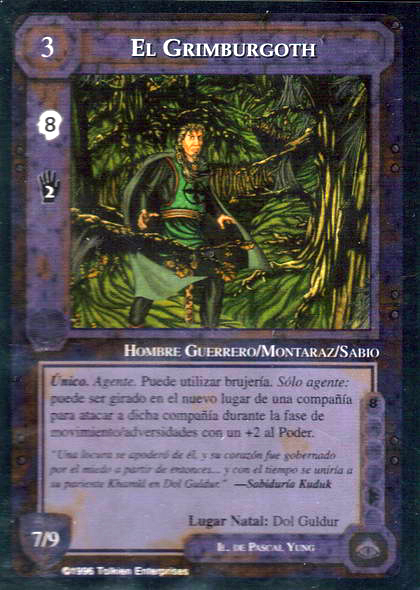 3
El Grimburgoth
8
2
Hombre Guerrero/Montaraz/Sabio
Único. Agente. Puede utilizar brujería. Sólo agente:
puede ser girado en el nuevo lugar de una compañía
para atacar a dicha compañía durante la fase de
movimiento/adversidades con un +2 al Poder.
8
"Una locura se apoderó de él, y su corazón fue gobernado
por el miedo a partir de entonces... y con el tiempo se uniría a
su pariente Khamûl en Dol Guldur." —Sabiduría Kuduk
Lugar Natal: Dol Guldur
7/9
Il. de Pascal Yung
©1996 Tolkien Enterprises